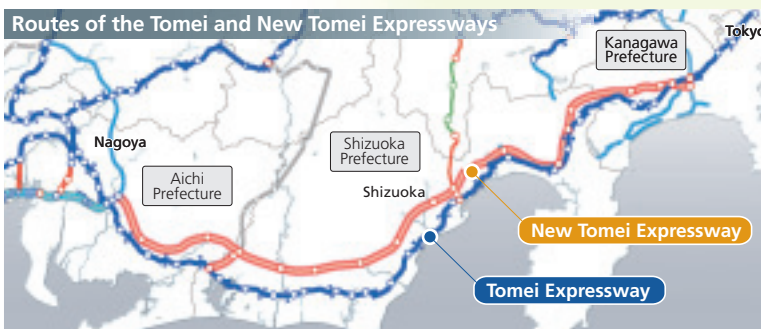 Routes of the Tomei and New Tomei Expressways
Tokyo
Kanagawa
Prefecture
Nagoya
Shizuoka
Prefecture
Aichi
Prefecture
Shizuoka
New Tomei Expressway
Tomei Expressway